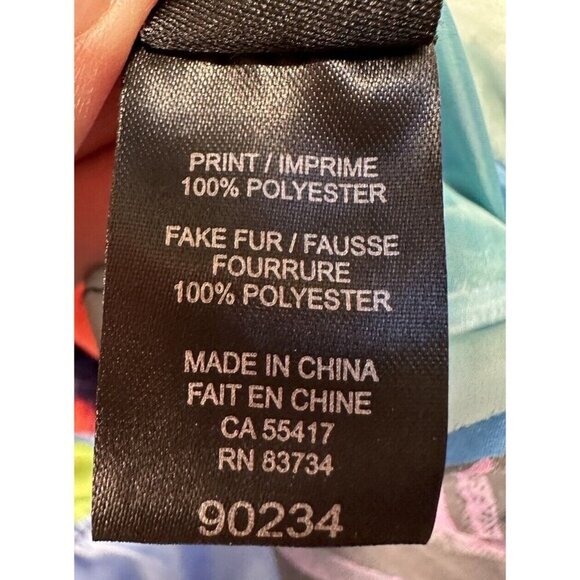 PRINT / IMPRIME
100% POLYESTER
FAKE FUR / FAUSSE
FOURRURE
100% POLYESTER
MADE IN CHINA
FAIT EN CHINE
CA 55417
RN 83734
90234